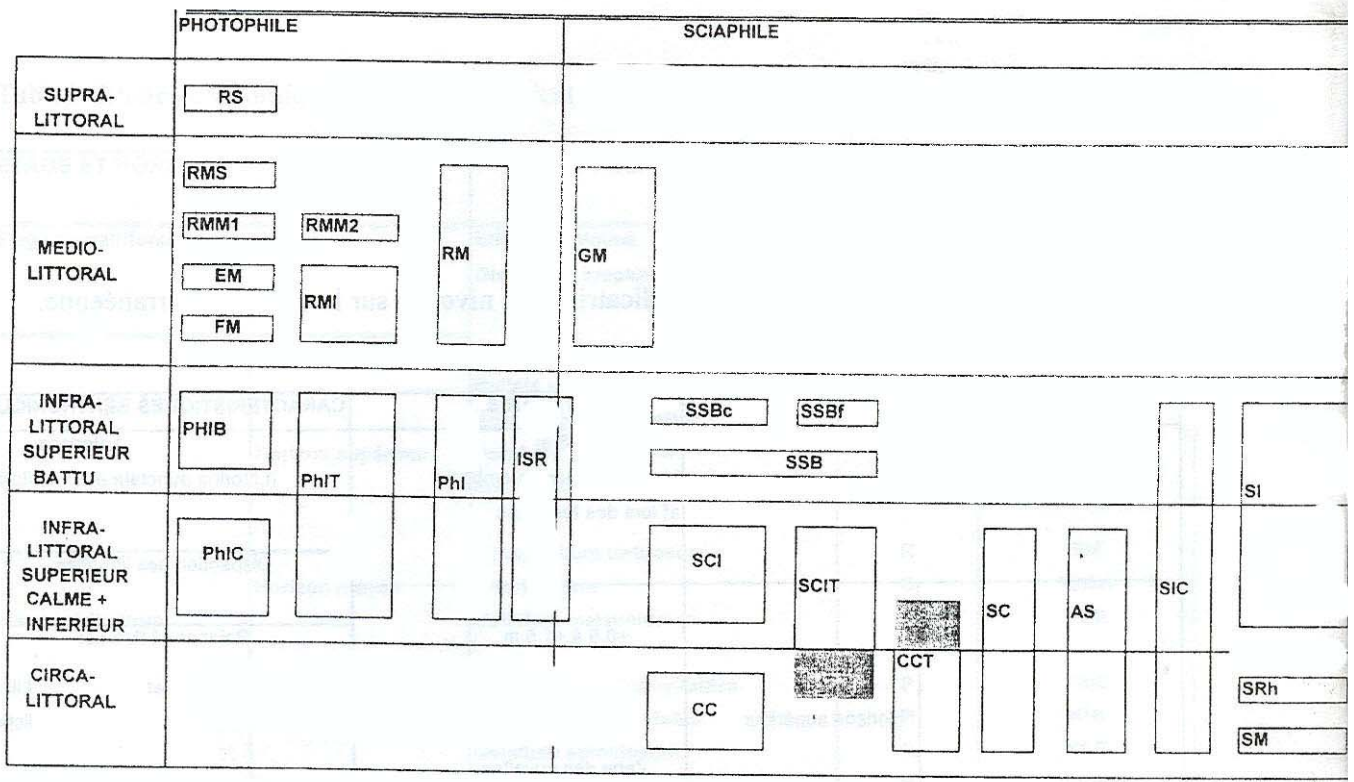 PHOTOPHILE
SCIAPHILE
SUPRA-
LITTORAL
RS
MEDIO-
LITTORAL
RMS
RMM1
RMM2
EM
RMI
FM
RM
GM
INFRA-
LITTORAL
SUPERIEUR
BATTU
PHIB
PhIT
PhI
ISR
SSBc
SSBf
SSB
SI
INFRA-
LITTORAL
SUPERIEUR
CALME +
INFERIEUR
PhIC
SCI
SCIT
SC
AS
SIC
CIRCA-
LITTORAL
CC
CCT
SRh
SM